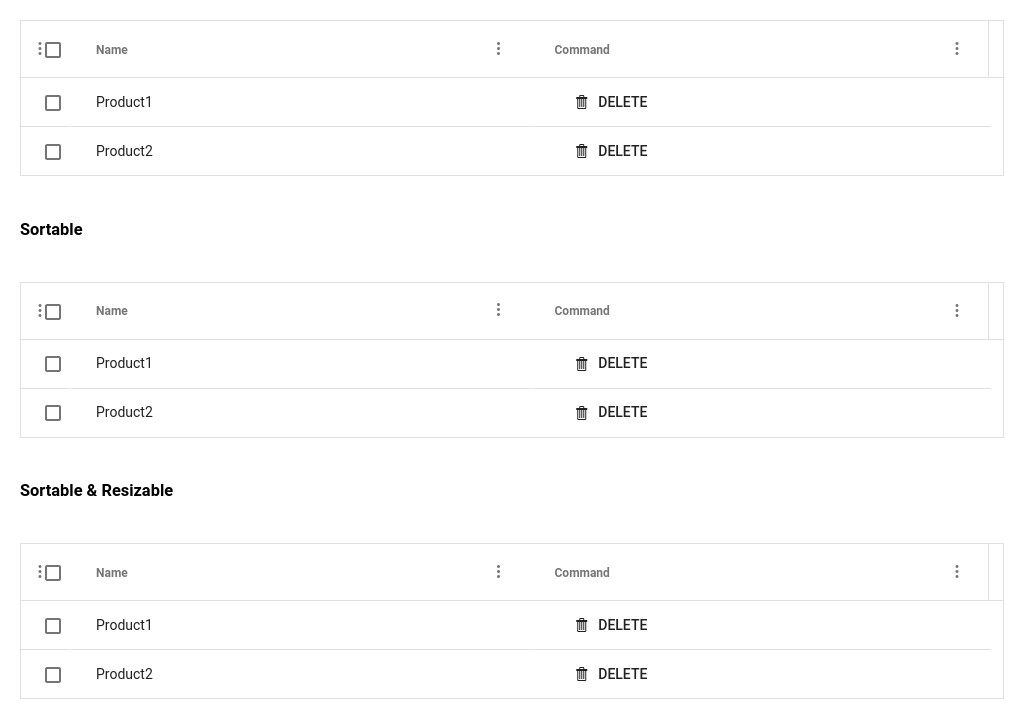 Name Command
Product1 DELETE
Product2 DELETE
Sortable
Name Command
Product1 DELETE
Product2 DELETE
Sortable & Resizable
Name Command
Product1 DELETE
Product2 DELETE